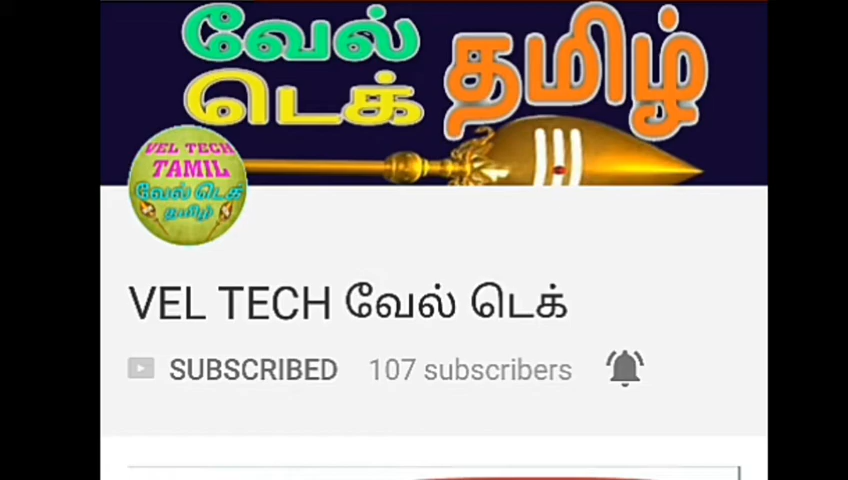 வேல் தமிழ்
டெக்
VEL TECH
TAMIL
வேல் டெக்
தமிழ்
VEL TECH வேல் டெக்
SUBSCRIBED 107 subscribers